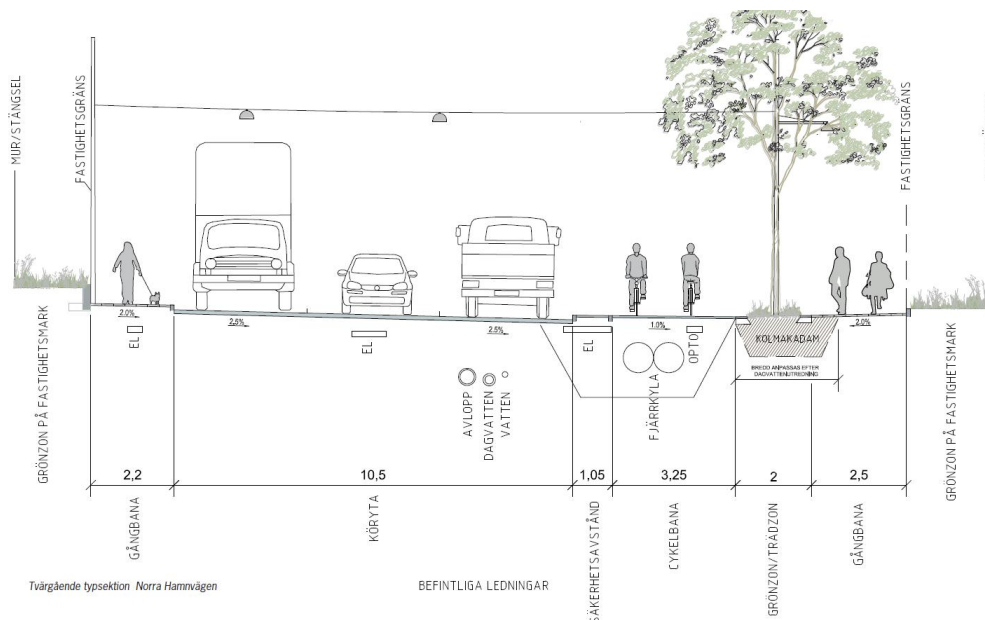 MUR/STÄNGSEL
FASTIGHETSGRÄNS
FASTIGHETSGRÄNS
2.0%
2,5%
2.5%
1.0%
2.0%
EL
EL
EL
OPTO
KOLMAKADAM
BREDD ANPASSAS EFTER
DAGVATTENUTREDNING
GRÖNZON PÅ FASTIGHETSMARK
AVLOPP
DAGVATTEN
VATTEN
FJÄRRKYLA
GRÖNZON PÅ FASTIGHETSMARK
2,2
10,5
1,05
3,25
2
2,5
GÅNGBANA
KÖRYTA
SÄKERHETSAVSTÅND
CYKELBANA
GRÖNZON/TRÄDZON
GÅNGBANA
Tvärgående typsektion Norra Hamnvägen
BEFINTLIGA LEDNINGAR